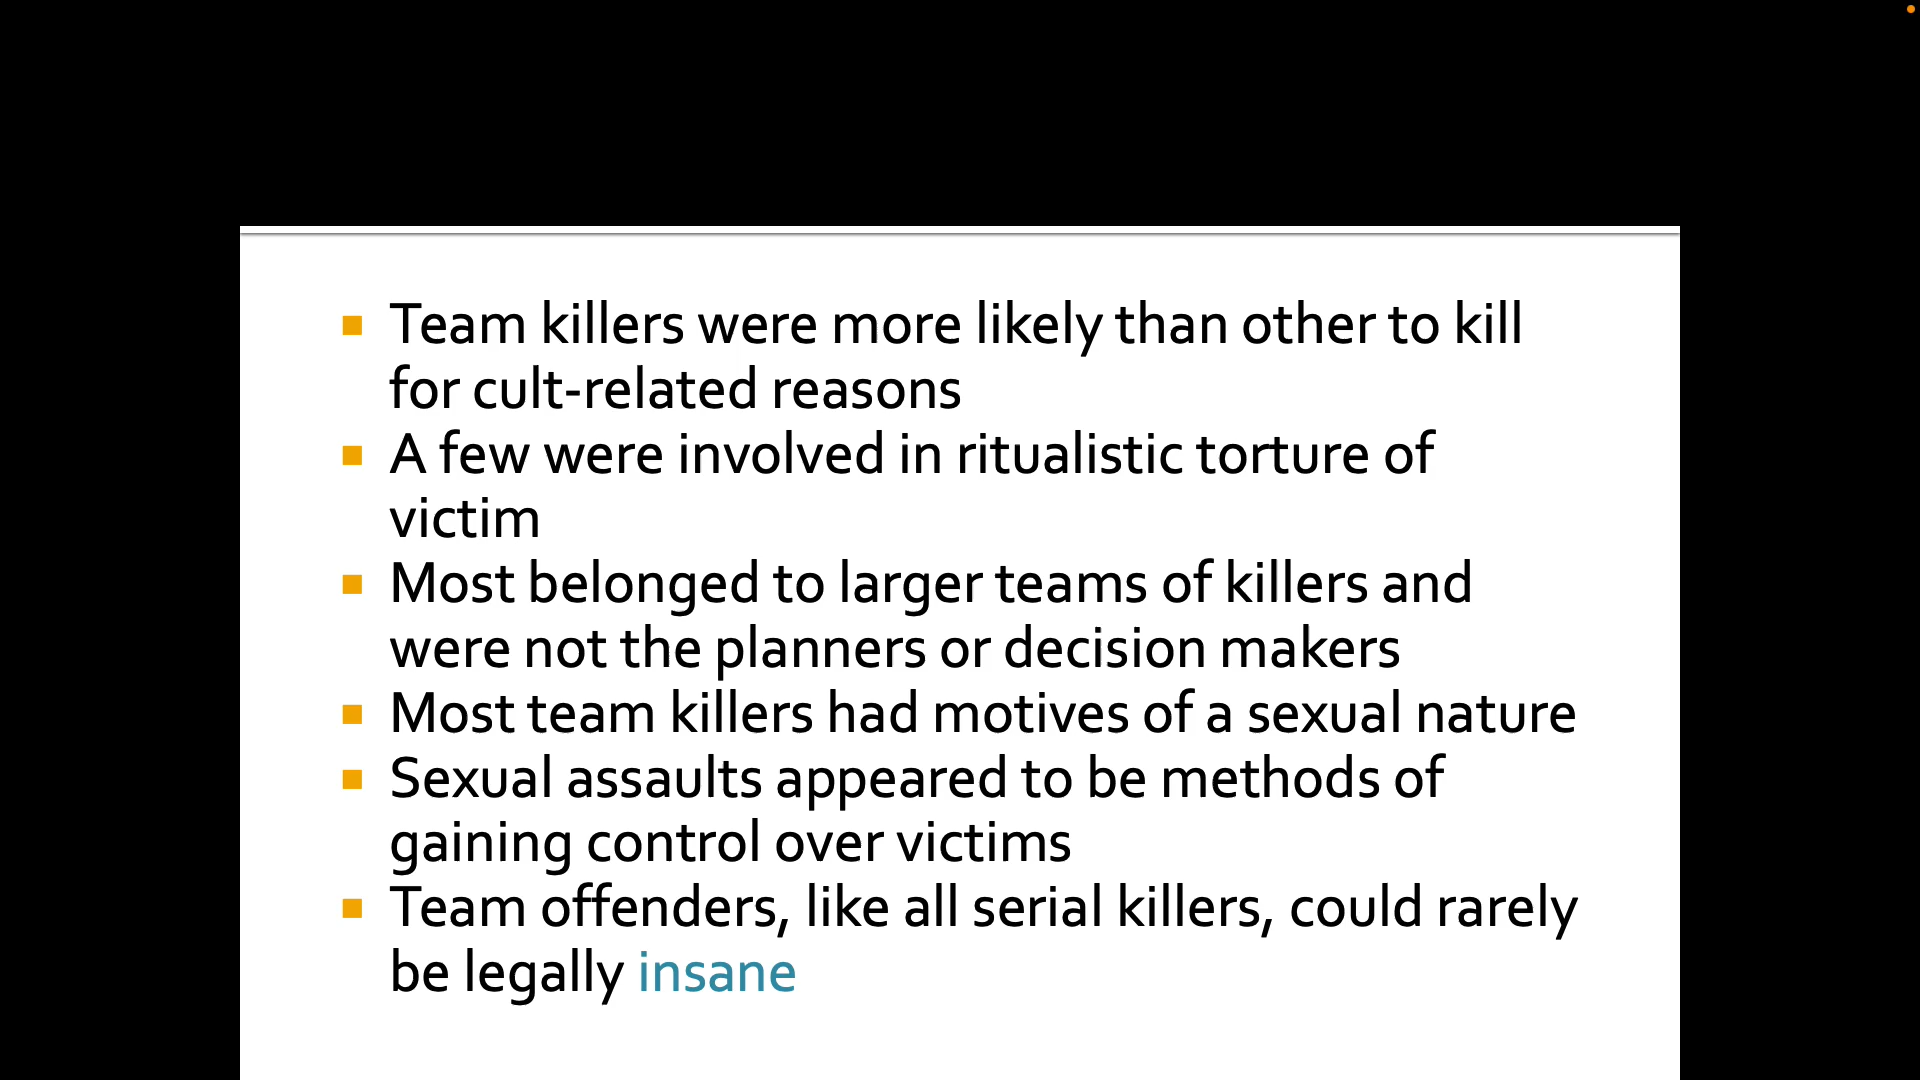 Team killers were more likely than other to kill
for cult-related reasons
A few were involved in ritualistic torture of
victim
Most belonged to larger teams of killers and
were not the planners or decision makers
Most team killers had motives of a sexual nature
Sexual assaults appeared to be methods of
gaining control over victims
Team offenders, like all serial killers, could rarely
be legally insane